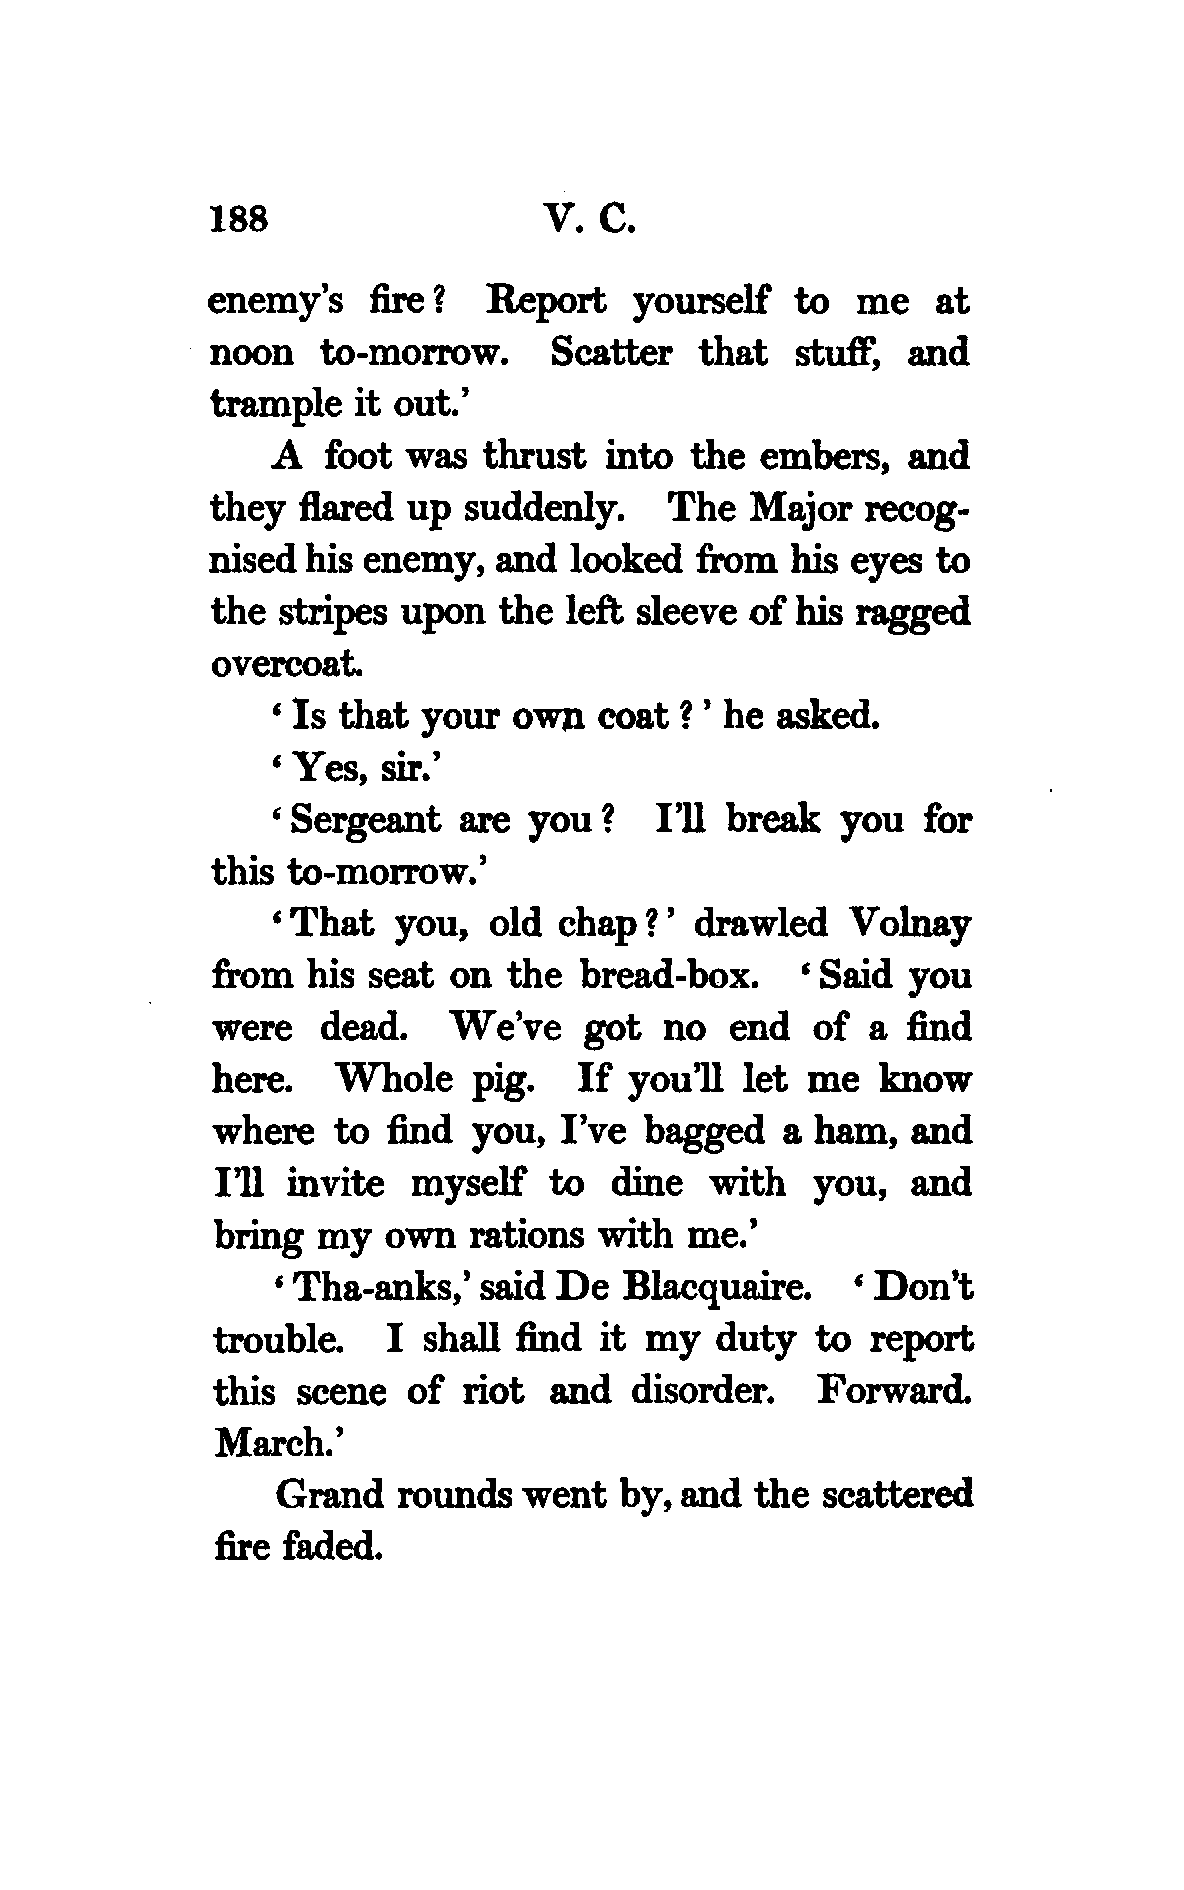 188 V. C.
enemy's fire? Report yourself to me at
noon to-morrow. Scatter that stuff, and
trample it out.'
A foot was thrust into the embers, and
they flared up suddenly. The Major recog-
nised his enemy, and looked from his eyes to
the stripes upon the left sleeve of his ragged
overcoat.
'Is that your own coat?' he asked.
'Yes, sir.'
'Sergeant are you? I'll break you for
this to-morrow.'
'That you, old chap?' drawled Volnay
from his seat on the bread-box. 'Said you
were dead. We've got no end of a find
here. Whole pig. If you'll let me know
where to find you, I've bagged a ham, and
I'll invite myself to dine with you, and
bring my own rations with me.'
'Tha-anks,' said De Blacquaire. 'Don't
trouble. I shall find it my duty to report
this scene of riot and disorder. Forward.
March.'
Grand rounds went by, and the scattered
fire faded.